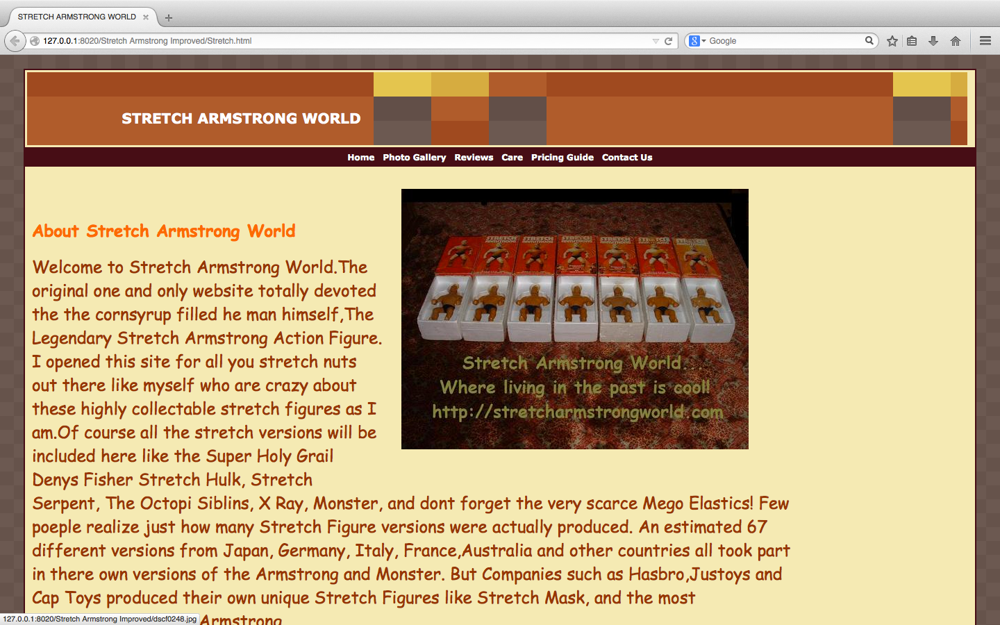 STRETCH ARMSTRONG WORLD
127.0.0.1:8020/Stretch Armstrong Improved/Stretch.html
Google
STRETCH ARMSTRONG WORLD
Home Photo Gallery Reviews Care Pricing Guide Contact Us
STRETCH ARMSTRONG STRETCH ARMSTRONG STRETCH ARMSTRONG STRETCH ARMSTRONG STRETCH ARMSTRONG STRETCH ARMSTRONG STRETCH ARMSTRONG
Stretch Armstrong World...
Where living in the past is cool!
http://stretcharmstrongworld.com
About Stretch Armstrong World
Welcome to Stretch Armstrong World.The
original one and only website totally devoted
the the cornsyrup filled he man himself,The
Legendary Stretch Armstrong Action Figure.
I opened this site for all you stretch nuts
out there like myself who are crazy about
these highly collectable stretch figures as I
am.Of course all the stretch versions will be
included here like the Super Holy Grail
Denys Fisher Stretch Hulk, Stretch
Serpent, The Octopi Siblins, X Ray, Monster, and dont forget the very scarce Mego Elastics! Few
poeple realize just how many Stretch Figure versions were actually produced. An estimated 67
different versions from Japan, Germany, Italy, France,Australia and other countries all took part
in there own versions of the Armstrong and Monster. But Companies such as Hasbro,Justoys and
Cap Toys produced their own unique Stretch Figures like Stretch Mask, and the most
Armstrong
127.0.0.1:8020/Stretch Armstrong Improved/dscf0248.jpg